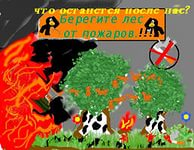 что останется после нас?
Берегите лес
от пожаров.!!!!